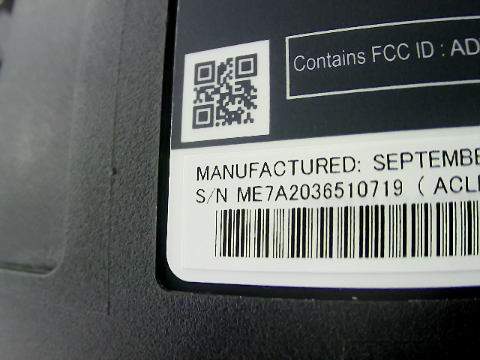 Contains FCC ID : AD
MANUFACTURED: SEPTEMBE
S/N ME7A2036510719 ( ACL